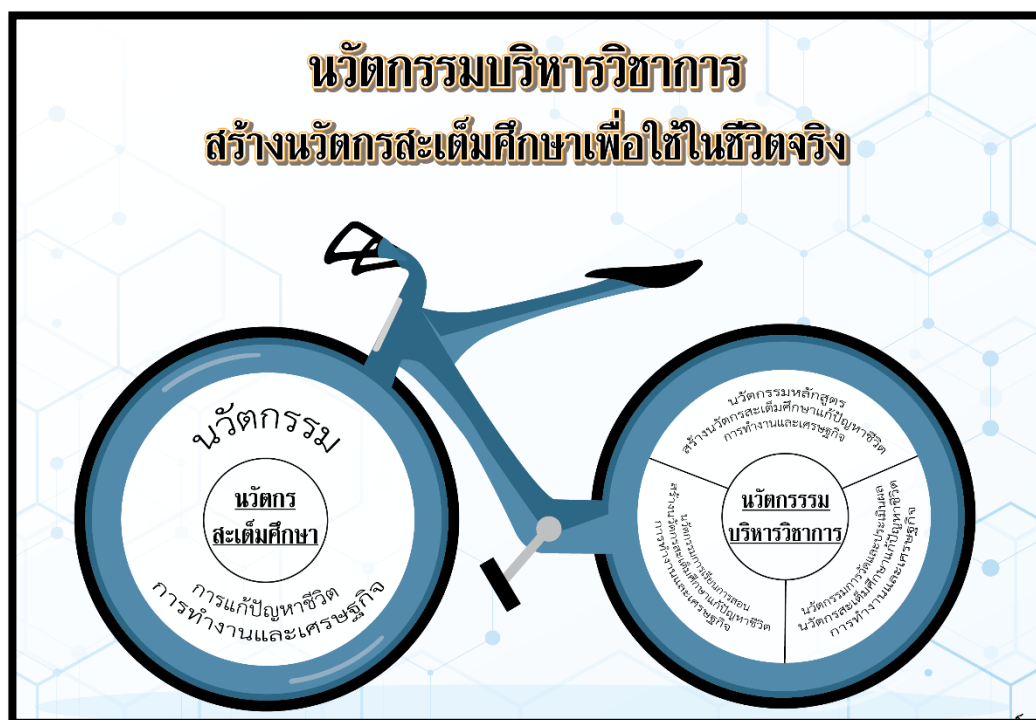 นวัตกรรมบริหารวิชาการ
สร้างนวัตกรสะเต็มศึกษาเพื่อใช้ในชีวิตจริง
นวัตกรรม
นวัตกร
สะเต็มศึกษา
การแก้ปัญหาชีวิต
การทำงานและเศรษฐกิจ
นวัตกรรมหลักสูตร
สร้างนวัตกรสะเต็มศึกษาแก้ปัญหาชีวิต
การทำงานและเศรษฐกิจ
นวัตกรรรม
บริหารวิชาการ
นวัตกรรมการเรียนการสอน
สร้างนวัตกรสะเต็มศึกษาแก้ปัญหาชีวิต
การทำงานและเศรษฐกิจ
นวัตกรรมการวัดและประเมินผล
นวัตกรสะเต็มศึกษาแก้ปัญหาชีวิต
การทำงานและเศรษฐกิจ